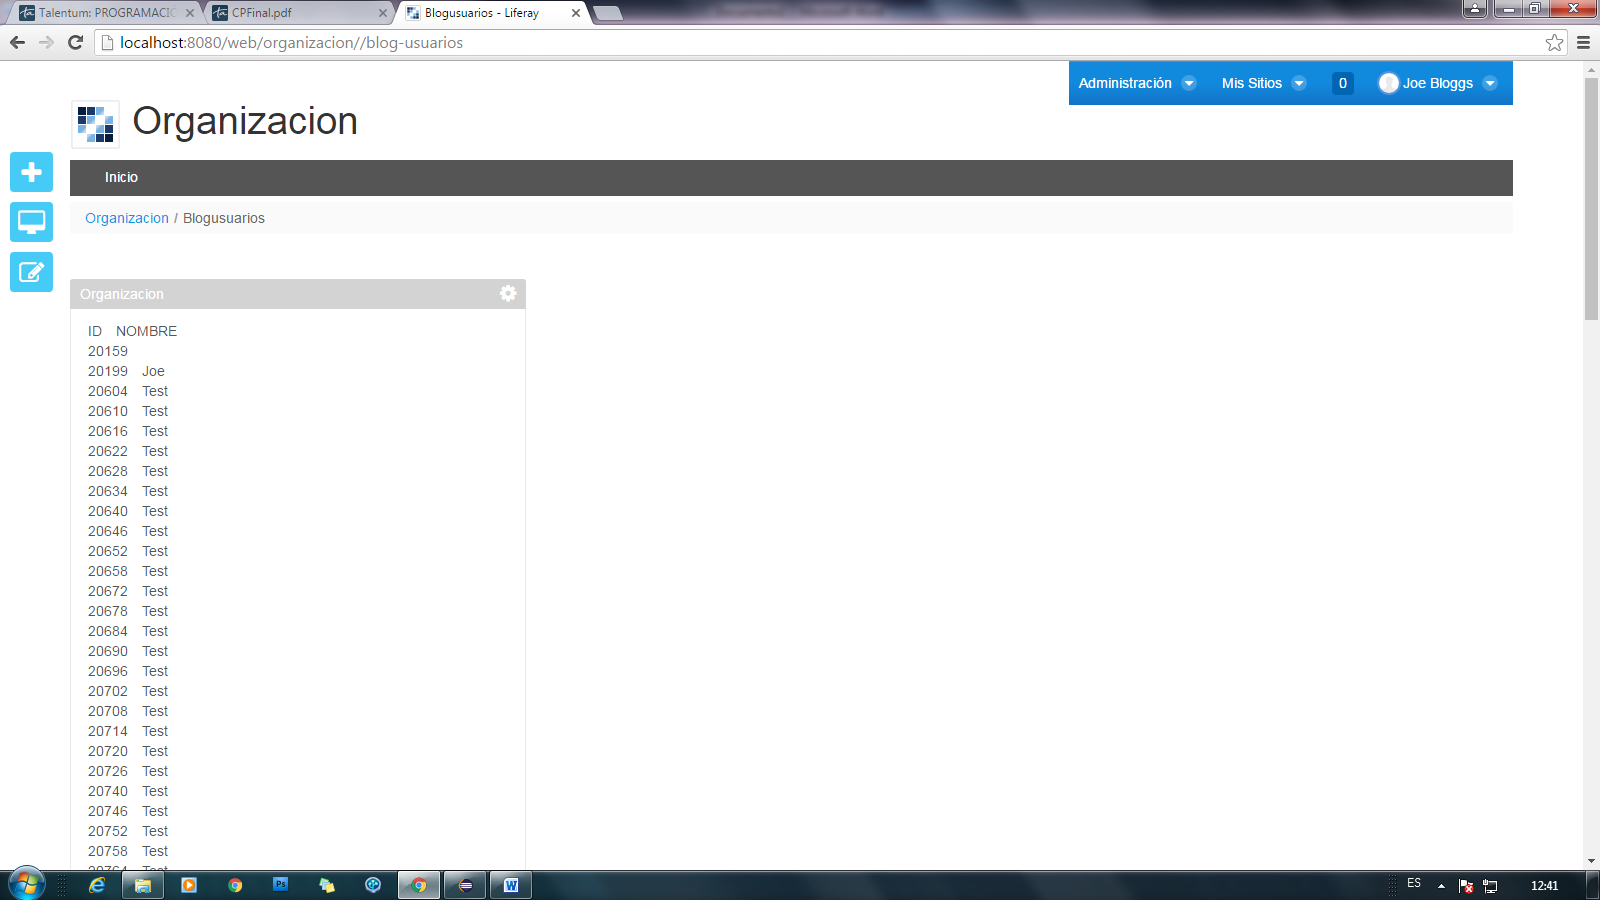 Talentum: PROGRAMACIÓ
CPFinal.pdf
Blogusuarios - Liferay
localhost:8080/web/organizacion//blog-usuarios
Administración Mis Sitios 0 Joe Bloggs
Organizacion
Inicio
Organizacion / Blogusuarios
Organizacion
ID NOMBRE
20159
20199 Joe
20604 Test
20610 Test
20616 Test
20622 Test
20628 Test
20634 Test
20640 Test
20646 Test
20652 Test
20658 Test
20672 Test
20678 Test
20684 Test
20690 Test
20696 Test
20702 Test
20708 Test
20714 Test
20720 Test
20726 Test
20740 Test
20746 Test
20752 Test
20758 Test
20764 Test
Ps
W
ES
12:41